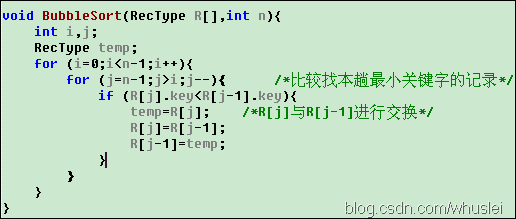 void BubbleSort(RecType R[],int n){
    int i,j;
    RecType temp;
    for (i=0;i<n-1;i++){
        for (j=n-1;j>i;j--){      /*比较找本趟最小关键字的记录*/
            if (R[j].key<R[j-1].key){
                temp=R[j];    /*R[j]与R[j-1]进行交换*/
                R[j]=R[j-1];
                R[j-1]=temp;
            }
        }
    }
}
blog.csdn.com/whuslei